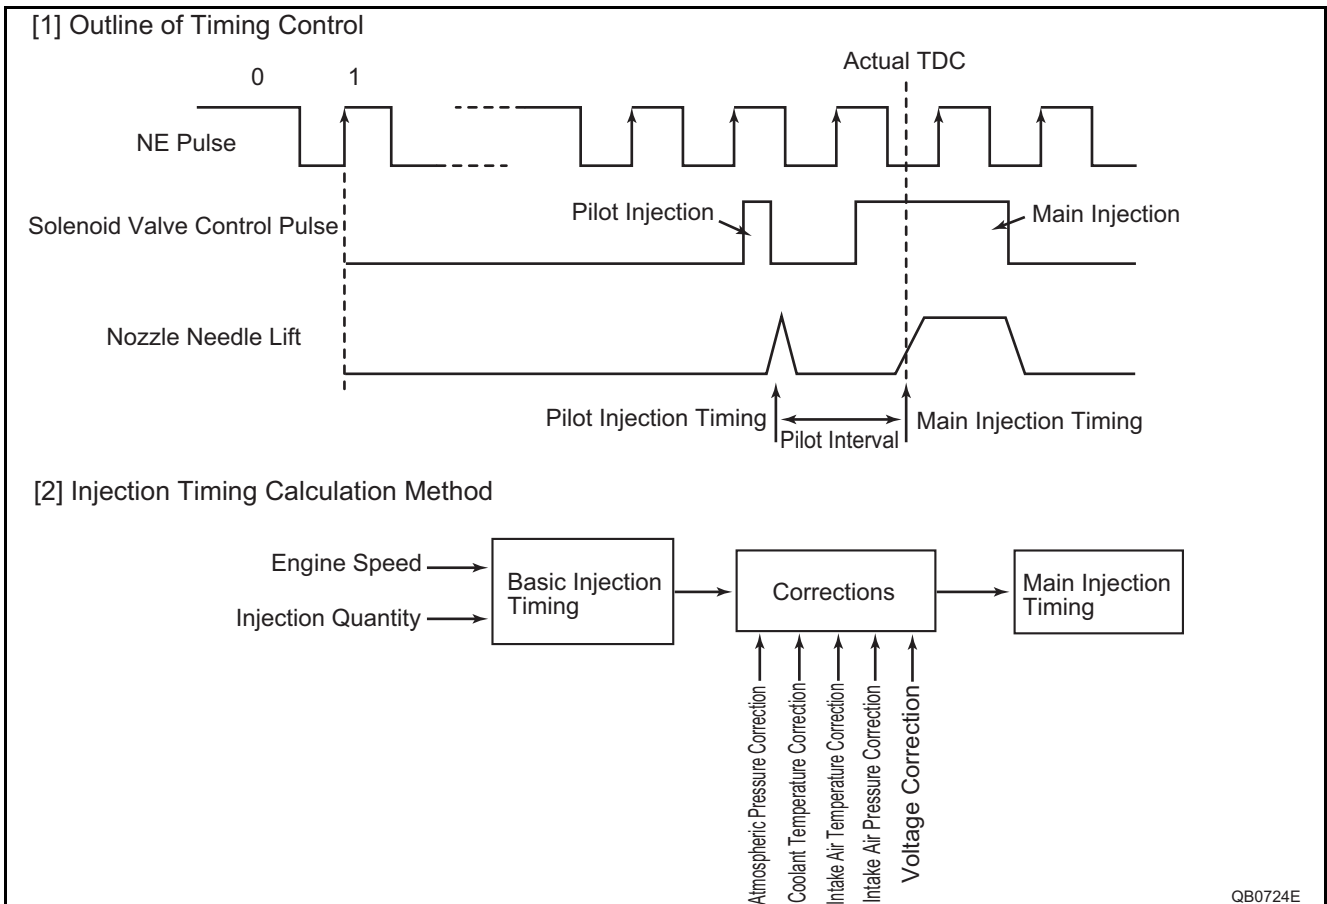 [1] Outline of Timing Control
Actual TDC
0 1
NE Pulse
Solenoid Valve Control Pulse
Pilot Injection
Main Injection
Nozzle Needle Lift
Pilot Injection Timing
Pilot Interval
Main Injection Timing
[2] Injection Timing Calculation Method
Engine Speed
Injection Quantity
Basic Injection
Timing
Corrections
Main Injection
Timing
Atmospheric Pressure Correction
Coolant Temperature Correction
Intake Air Temperature Correction
Intake Air Pressure Correction
Voltage Correction
QB0724E